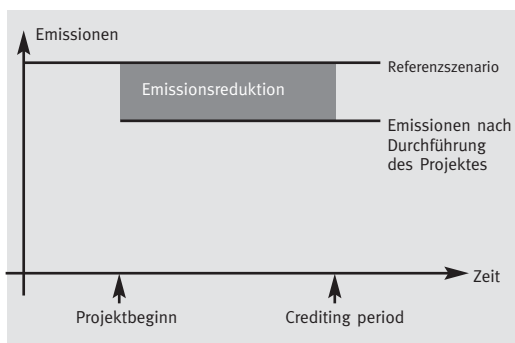 Emissionen
Referenzszenario
Emissionsreduktion
Emissionen nach
Durchführung
des Projektes
Zeit
Projektbeginn
Crediting period